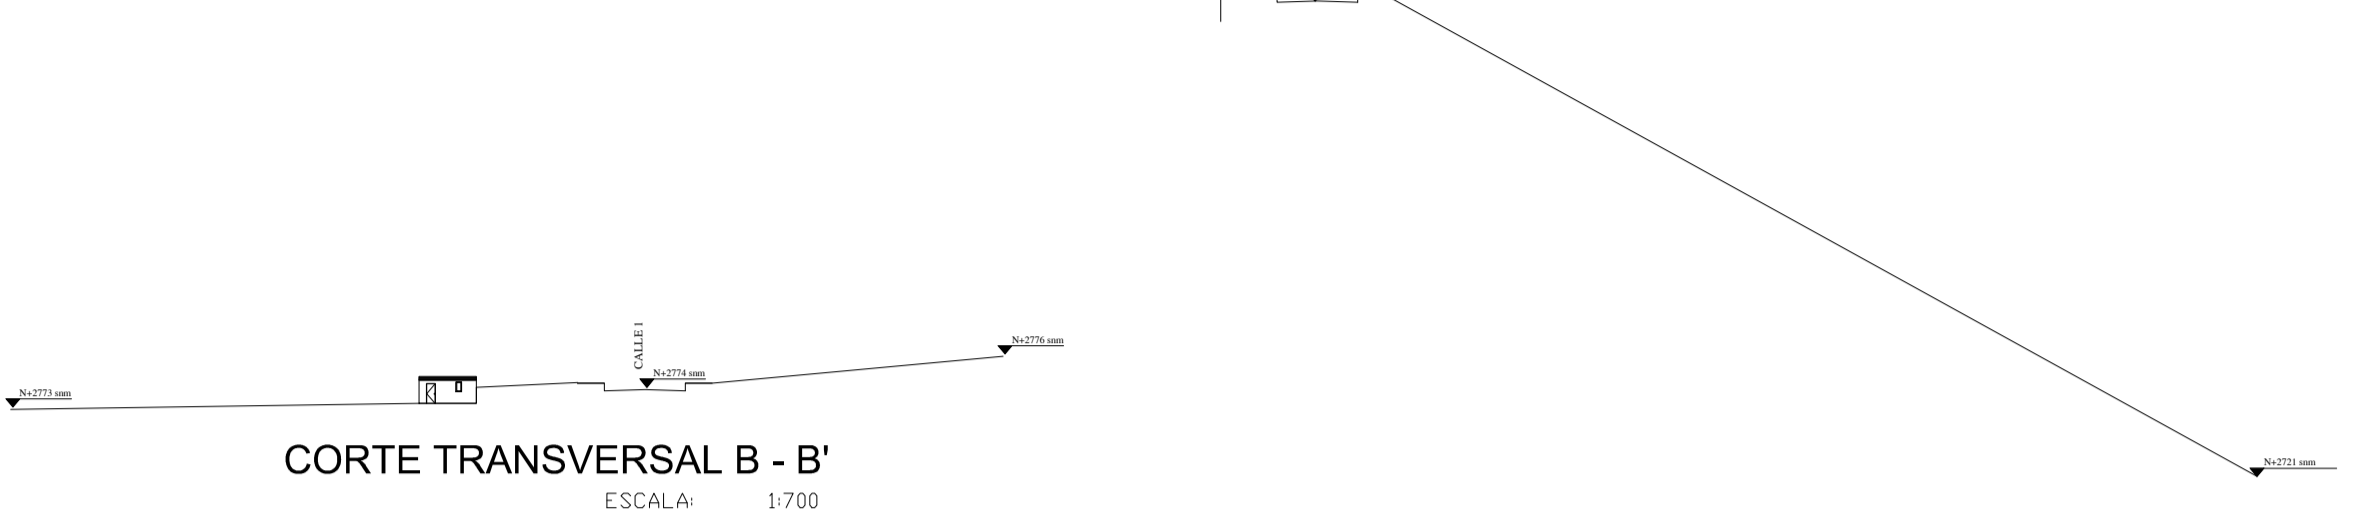 CALLE 1
N+2776 snm
N+2774 snm
N+2773 snm
CORTE TRANSVERSAL B - B'
ESCALA: 1:700
N+2721 snm